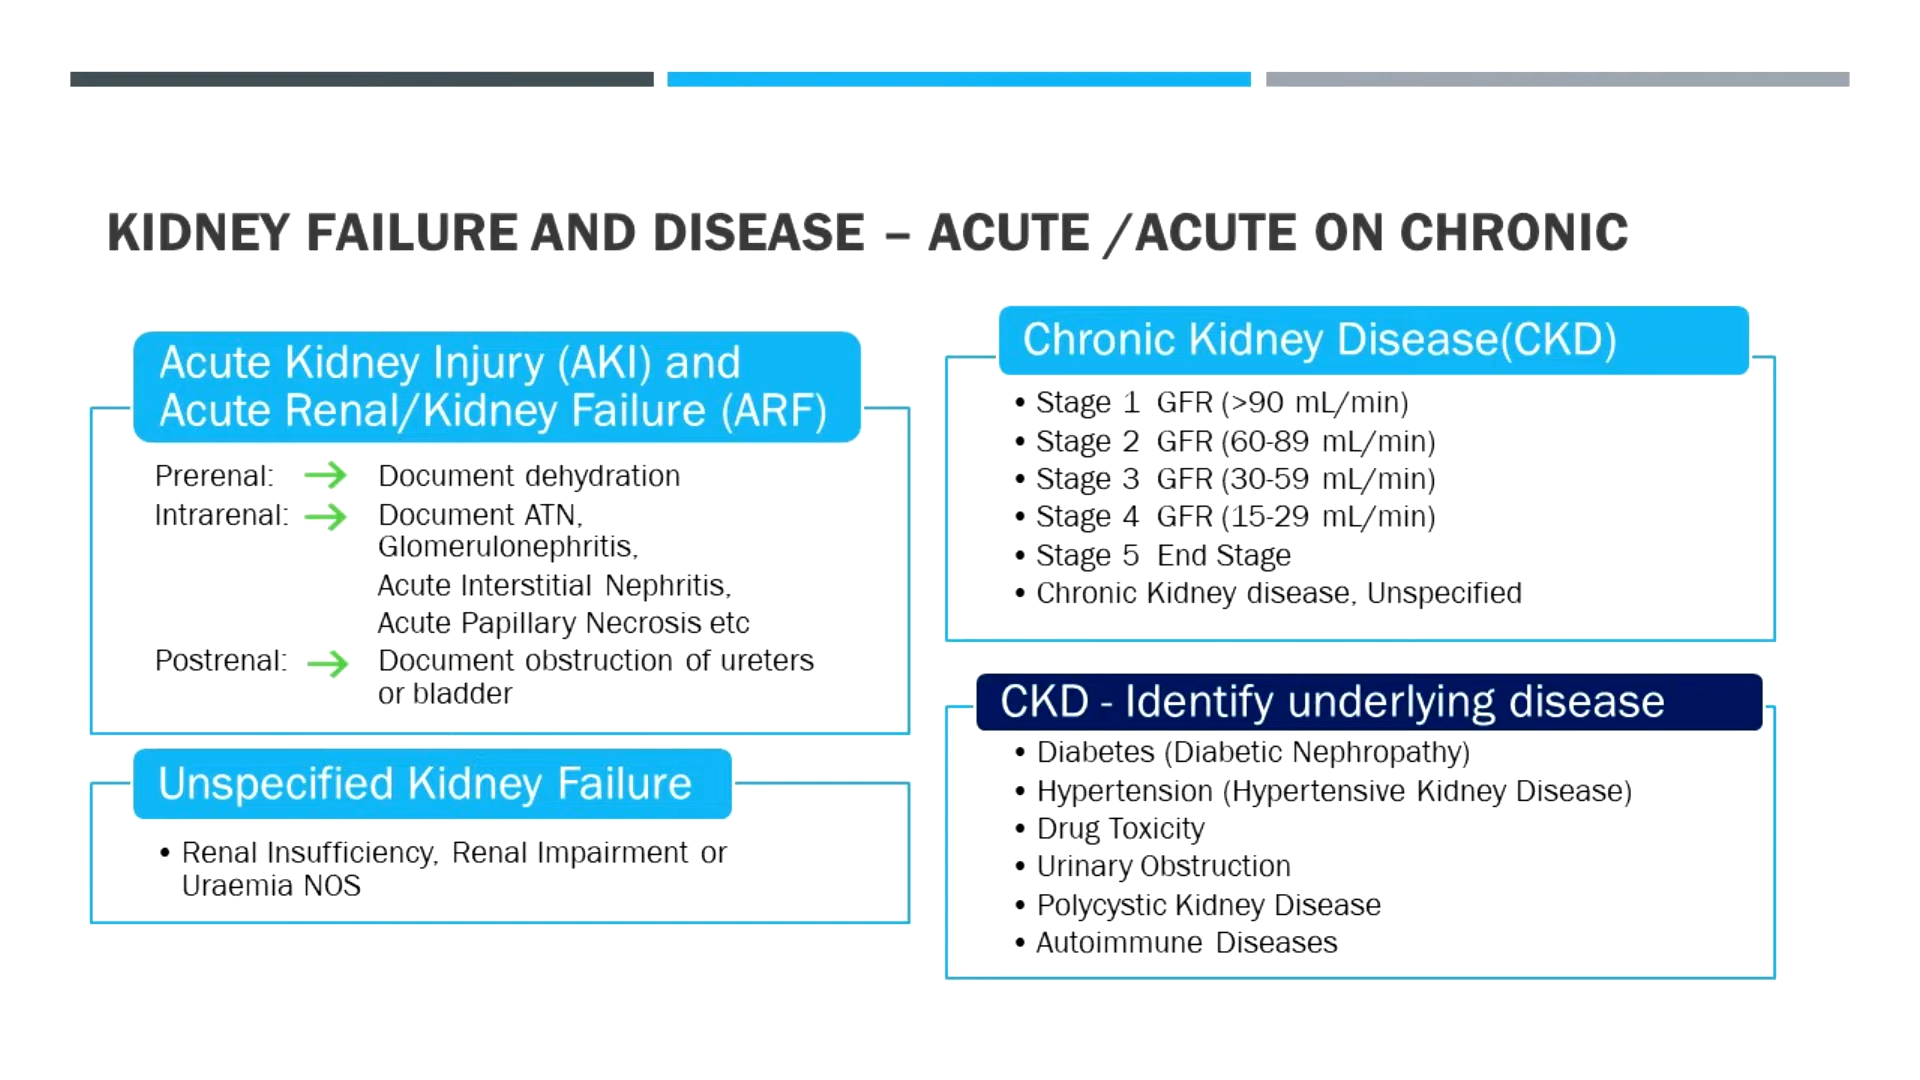 KIDNEY FAILURE AND DISEASE – ACUTE /ACUTE ON CHRONIC
Acute Kidney Injury (AKI) and
Acute Renal/Kidney Failure (ARF)
Prerenal: Document dehydration
Intrarenal: Document ATN,
Glomerulonephritis,
Acute Interstitial Nephritis,
Acute Papillary Necrosis etc
Postrenal: Document obstruction of ureters
or bladder
Unspecified Kidney Failure
• Renal Insufficiency, Renal Impairment or
Uraemia NOS
Chronic Kidney Disease(CKD)
• Stage 1 GFR (>90 mL/min)
• Stage 2 GFR (60-89 mL/min)
• Stage 3 GFR (30-59 mL/min)
• Stage 4 GFR (15-29 mL/min)
• Stage 5 End Stage
• Chronic Kidney disease, Unspecified
CKD - Identify underlying disease
• Diabetes (Diabetic Nephropathy)
• Hypertension (Hypertensive Kidney Disease)
• Drug Toxicity
• Urinary Obstruction
• Polycystic Kidney Disease
• Autoimmune Diseases